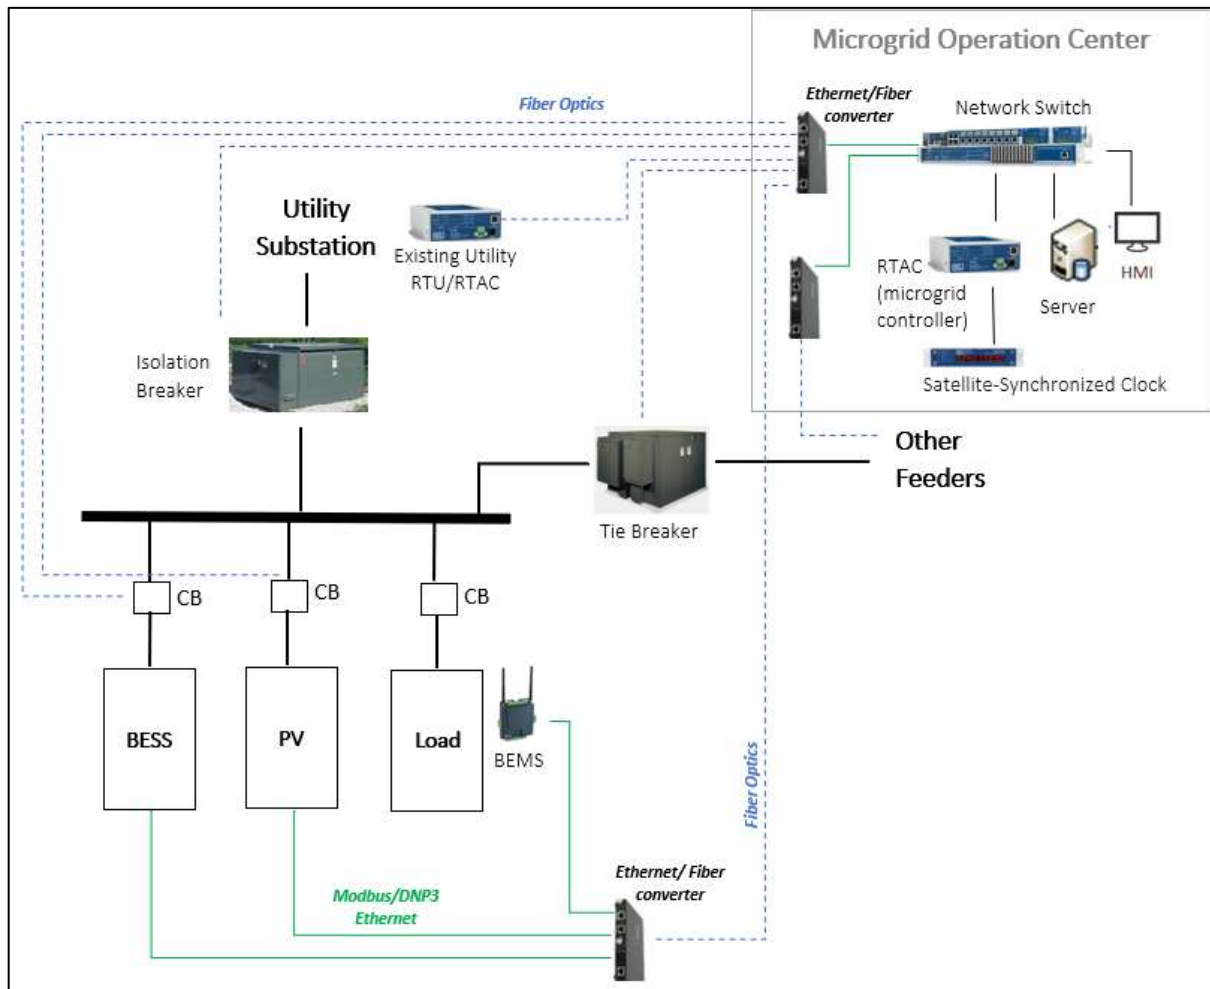 Microgrid Operation Center
Fiber Optics
Ethernet/Fiber
converter
Network Switch
Utility
Substation
Existing Utility
RTU/RTAC
RTAC
(microgrid
controller)
Server
HMI
Isolation
Breaker
Satellite-Synchronized Clock
Other
Feeders
Tie Breaker
CB
CB
CB
BESS
PV
Load
BEMS
Fiber Optics
Ethernet/ Fiber
converter
Modbus/DNP3
Ethernet